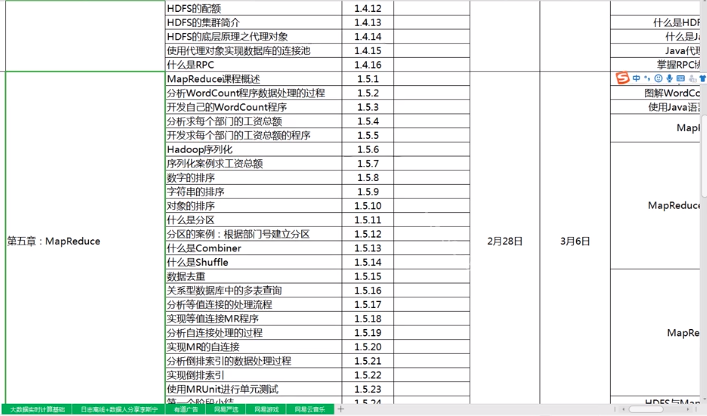 HDFS的配额 1.4.12
HDFS的集群简介 1.4.13 什么是HDF
HDFS的底层原理之代理对象 1.4.14 什么是Ja
使用代理对象实现数据库的连接池 1.4.15 Java代理
什么是RPC 1.4.16 掌握RPC协
MapReduce课程概述 1.5.1
分析WordCount程序数据处理的过程 1.5.2 图解WordCo
开发自己的WordCount程序 1.5.3 使用Java语言
分析求每个部门的工资总额 1.5.4
开发求每个部门的工资总额的程序 1.5.5
MapR
Hadoop序列化 1.5.6
序列化案例求工资总额 1.5.7
数字的排序 1.5.8
字符串的排序 1.5.9
对象的排序 1.5.10
MapReduce
什么是分区 1.5.11
分区的案例：根据部门号建立分区 1.5.12
第五章：MapReduce
什么是Combiner 1.5.13
2月28日
3月6日
什么是Shuffle 1.5.14
数据去重 1.5.15
关系型数据库中的多表查询 1.5.16
分析等值连接的处理流程 1.5.17
实现等值连接MR程序 1.5.18
分析自连接处理的过程 1.5.19
MapRe
实现MR的自连接 1.5.20
分析倒排索引的数据处理过程 1.5.21
实现倒排索引 1.5.22
使用MRUnit进行单元测试 1.5.23
第一个阶段小结 1.5.24 HDFS与Map
大数据实时计算基础 有道广告 网易严选 网易游戏 网易云音乐